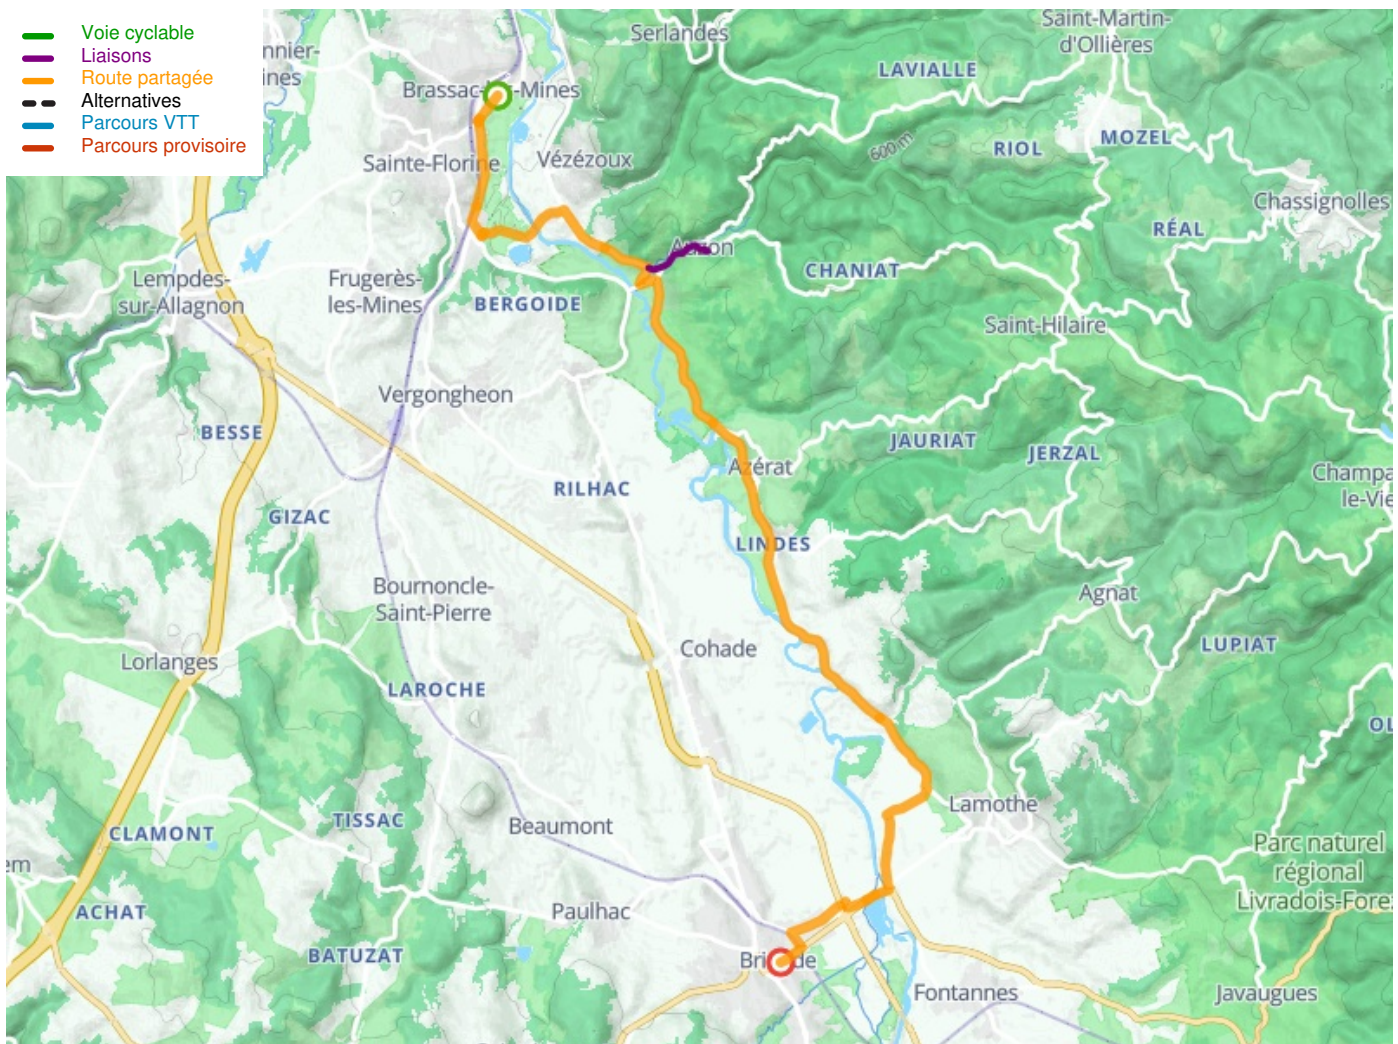 Voie cyclable
Liaisons
Route partagée
Alternatives
Parcours VTT
Parcours provisoire
Saint-Martin-
d'Ollières
Serlandes
LAVIALLE
600 m
MOZEL
RIOL
Vézézoux
Sainte-Florine
Chassignolles
RÉAL
CHANIAT
Lempdes-
sur-Allagnon
Frugerès-
les-Mines
BERGOIDE
Saint-Hilaire
Vergongheon
BESSE
JAURIAT
JERZAL
Azérat
Champa
le-Vie
RILHAC
GIZAC
LINDES
Bournoncle-
Saint-Pierre
Agnat
Cohade
LUPIAT
Lorlanges
LAROCHE
OL
Lamothe
TISSAC
Beaumont
CLAMONT
Parc naturel
régional
Livradois-Fore
em
ACHAT
Paulhac
BATUZAT
Fontannes
Javaugues